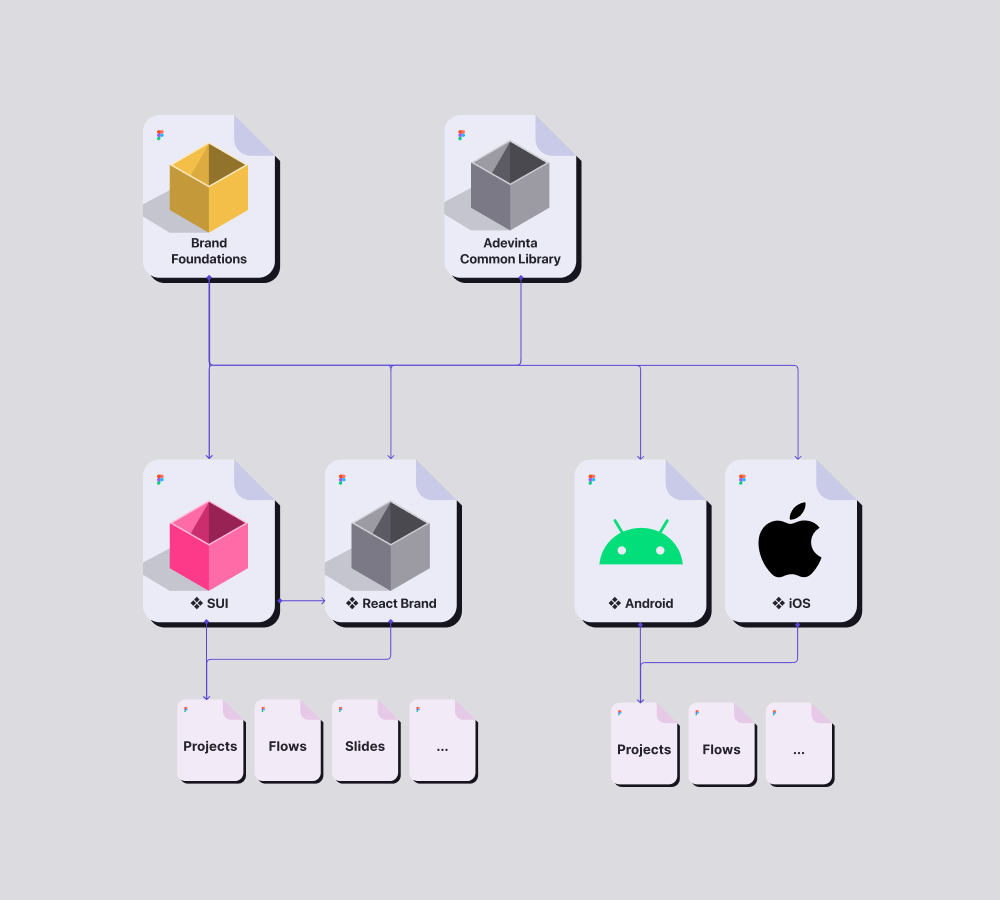 Brand
Foundations
Adevinta
Common Library
❖ SUI
❖ React Brand
❖ Android
❖ iOS
Projects
Flows
Slides
...
Projects
Flows
...